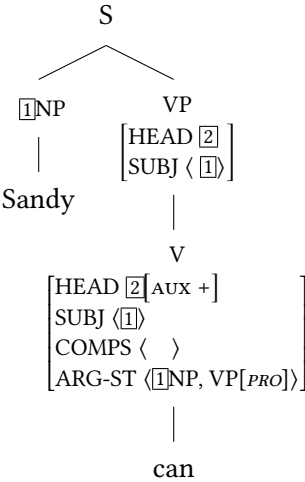 S
1NP VP
[HEAD 2
SUBJ ⟨ 1⟩]
Sandy
V
[HEAD 2[AUX +]
SUBJ ⟨1⟩
COMPS ⟨ ⟩
ARG-ST ⟨1NP, VP[PRO]⟩]
can